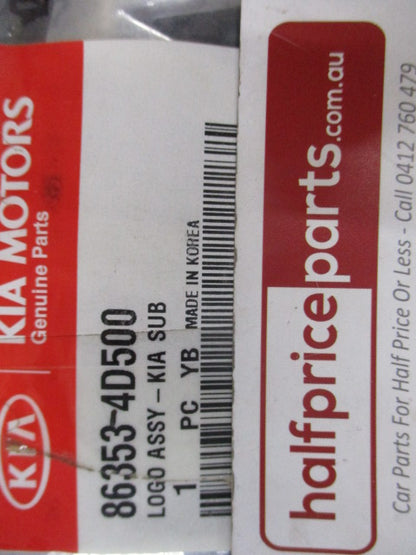 KIA MOTORS
Genuine Parts
KIA
86353-4D500
LOGO ASSY-KIA SUB
1 PC YB MADE IN KOREA
halfpriceparts.com.au
Car Parts For Half Price Or Less - Call 0412 760 479